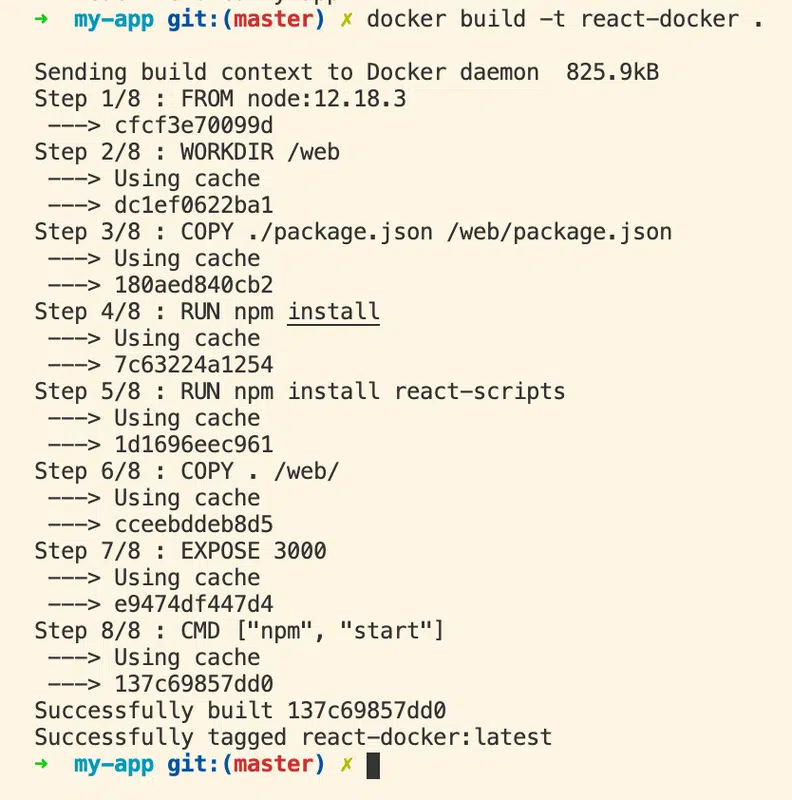 → my-app git:(master) ✗ docker build -t react-docker .
Sending build context to Docker daemon  825.9kB
Step 1/8 : FROM node:12.18.3
 ---> cfcf3e70099d
Step 2/8 : WORKDIR /web
 ---> Using cache
 ---> dc1ef0622ba1
Step 3/8 : COPY ./package.json /web/package.json
 ---> Using cache
 ---> 180aed840cb2
Step 4/8 : RUN npm install
 ---> Using cache
 ---> 7c63224a1254
Step 5/8 : RUN npm install react-scripts
 ---> Using cache
 ---> 1d1696eec961
Step 6/8 : COPY . /web/
 ---> Using cache
 ---> cceebddeb8d5
Step 7/8 : EXPOSE 3000
 ---> Using cache
 ---> e9474df447d4
Step 8/8 : CMD ["npm", "start"]
 ---> Using cache
 ---> 137c69857dd0
Successfully built 137c69857dd0
Successfully tagged react-docker:latest
→ my-app git:(master) ✗